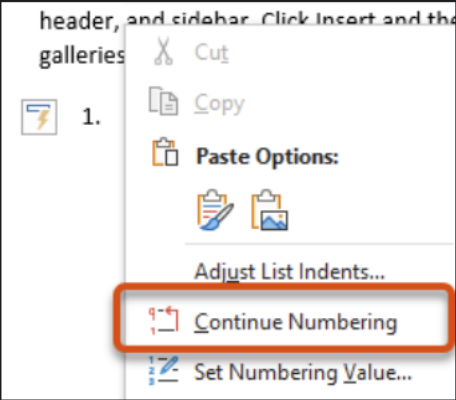 header, and sidebar. Click Insert and the
galleries
1.
Cut
Copy
Paste Options:
Adjust List Indents...
Continue Numbering
Set Numbering Value...